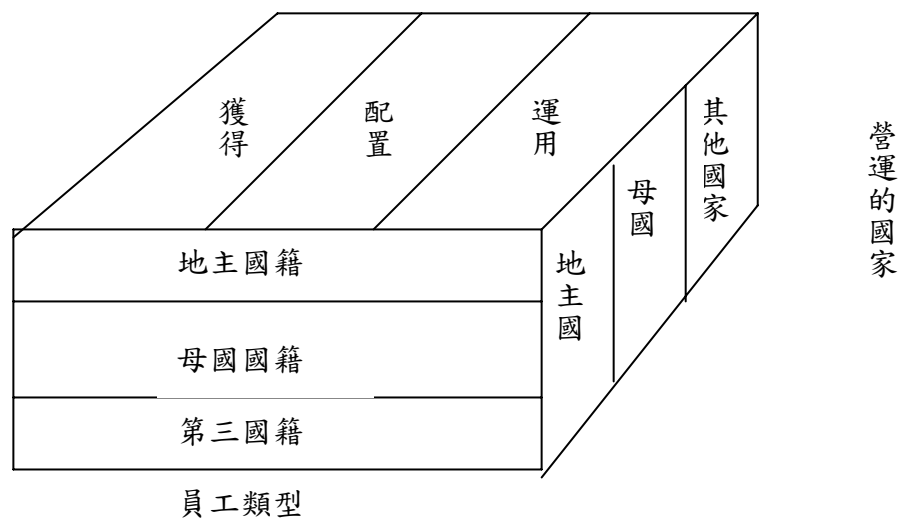 獲得
配置
運用
其他國家
母國
地主國
營運的國家
地主國籍
母國國籍
第三國籍
員工類型